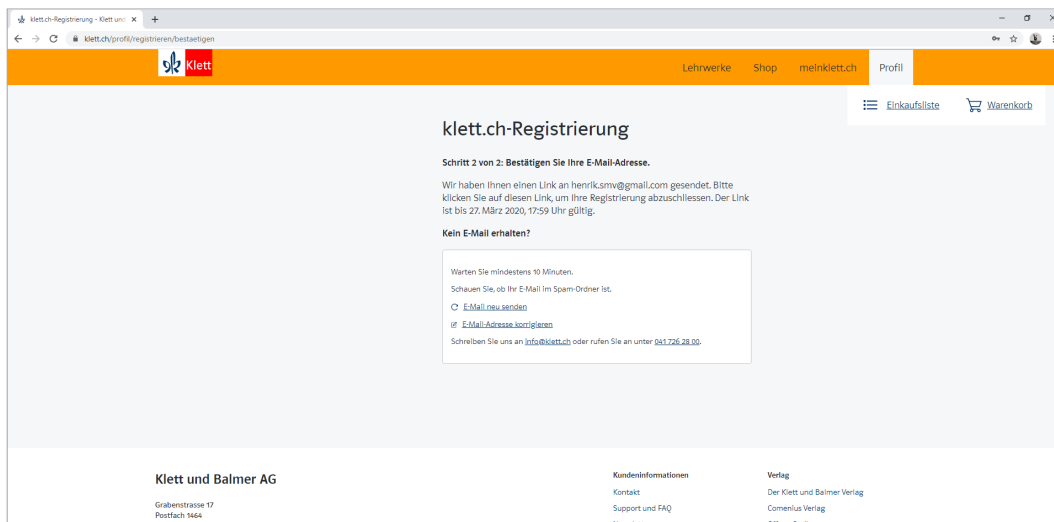 klett.ch-Registrierung - Klett und
klett.ch/profil/registrieren/bestaetigen
Klett
Lehrwerke Shop meinklett.ch Profil
Einkaufsliste Warenkorb
klett.ch-Registrierung
Schritt 2 von 2: Bestätigen Sie Ihre E-Mail-Adresse.
Wir haben Ihnen einen Link an henrik.smv@gmail.com gesendet. Bitte
klicken Sie auf diesen Link, um Ihre Registrierung abzuschliessen. Der Link
ist bis 27. März 2020, 17:59 Uhr gültig.
Kein E-Mail erhalten?
Warten Sie mindestens 10 Minuten.
Schauen Sie, ob Ihr E-Mail im Spam-Ordner ist.
E-Mail neu senden
E-Mail-Adresse korrigieren
Schreiben Sie uns an info@klett.ch oder rufen Sie an unter 041 726 28 00.
Klett und Balmer AG
Grabenstrasse 17
Postfach 1464
Kundeninformationen
Kontakt
Support und FAQ
Verlag
Der Klett und Balmer Verlag
Comenius Verlag